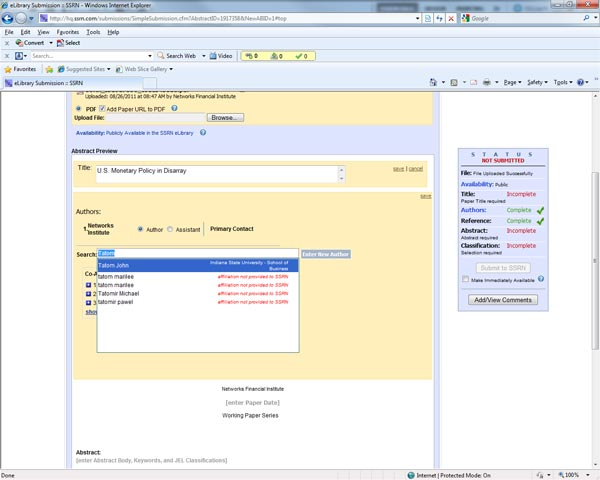 eLibrary Submission :: SSRN - Windows Internet Explorer
http://hq.ssrn.com/submissions/SimpleSubmission.cfm?AbstractID=1917358&NewABID=1#top
Google
Convert Select
Search Web Video 0 0 0
Favorites Suggested Sites Web Slice Gallery
eLibrary Submission :: SSRN
Page Safety Tools
Uploaded: 08/26/2011 at 08:47 AM by Networks Financial Institute
PDF Add Paper URL to PDF
Upload File: Browse...
Availability: Publicly Available in the SSRN eLibrary
Abstract Preview
Title: U.S. Monetary Policy in Disarray
save | cancel
save
Authors:
1 Networks Institute
Author Assistant Primary Contact
Search: Tatom Enter New Author
Tatom John Indiana State University - School of
Business
tatom marilee affiliation not provided to SSRN
tatom marilee affiliation not provided to SSRN
Tatomir Michael affiliation not provided to SSRN
tatomir pawel affiliation not provided to SSRN
Co-A
1
2
3
Networks Financial Institute
[enter Paper Date]
Working Paper Series
Abstract:
[enter Abstract Body, Keywords, and JEL Classifications]
STATUS
NOT SUBMITTED
File: File Uploaded Successfully
Availability: Public
Title: Incomplete
Paper Title required
Authors: Complete
Reference: Complete
Abstract: Incomplete
Abstract required
Classification: Incomplete
Selection required
Submit to SSRN
Make Immediately Available
Add/View Comments
Done
Internet | Protected Mode: On
100%